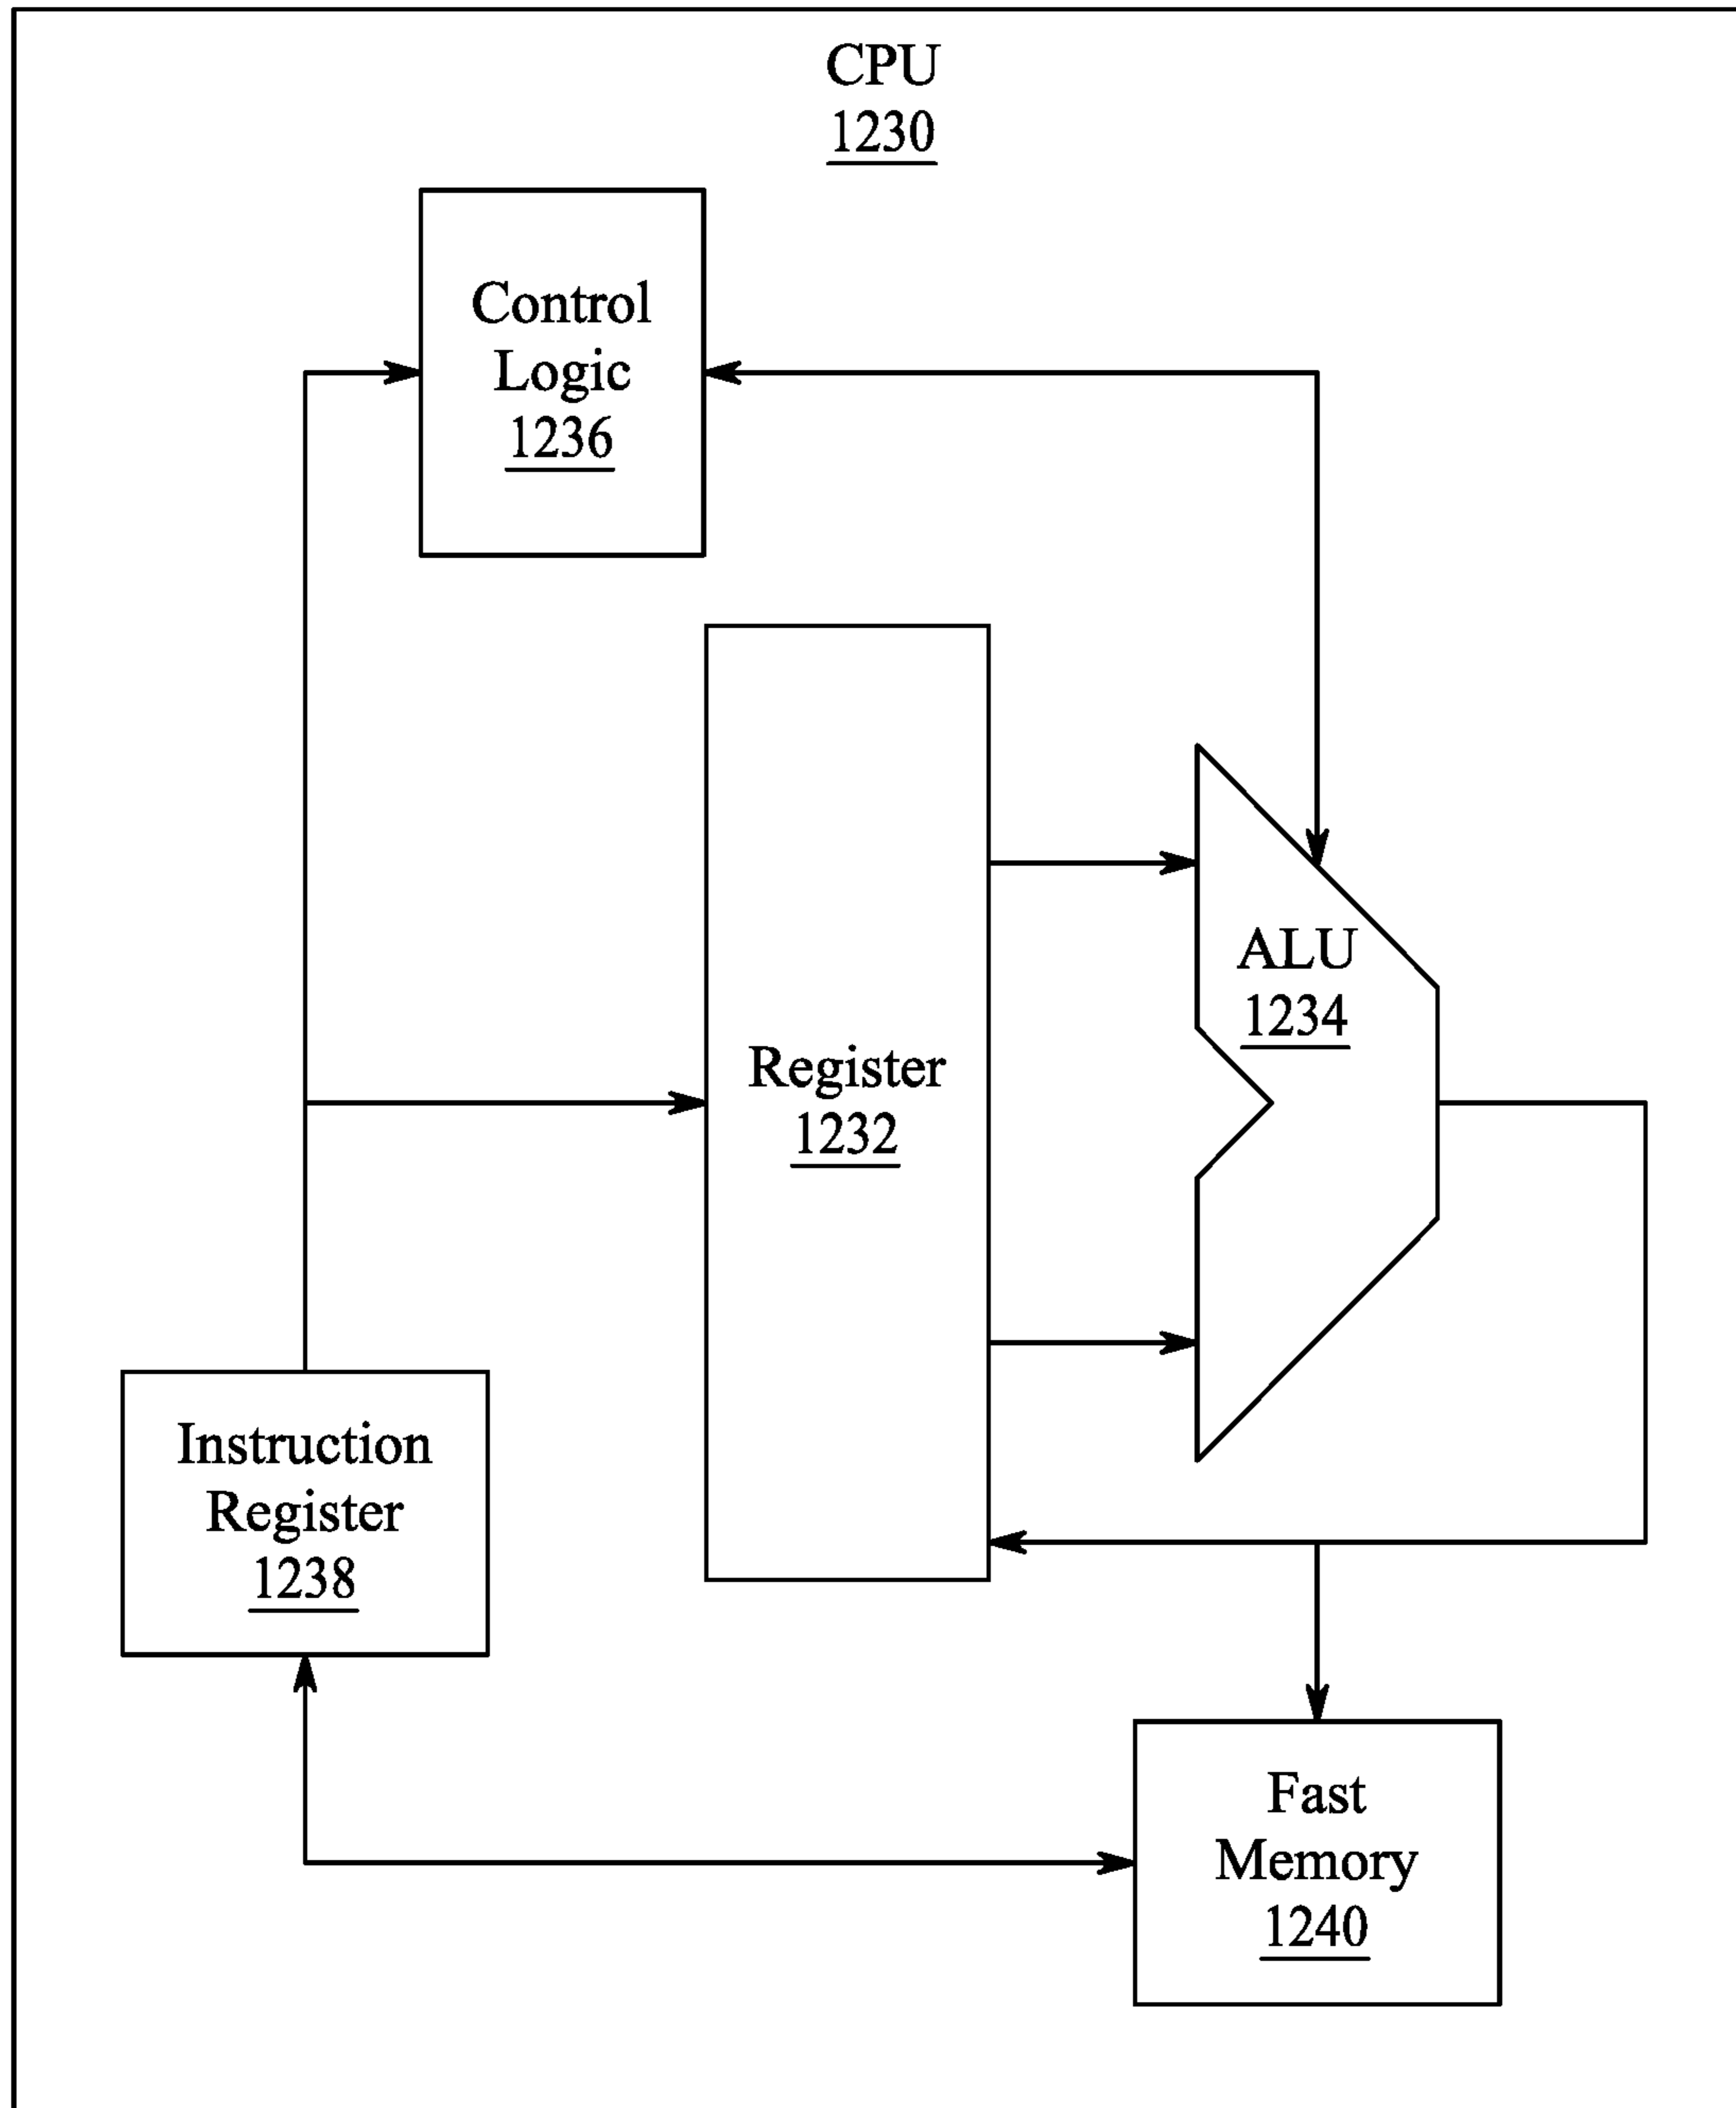 CPU
1230
Control
Logic
1236
Register
1232
ALU
1234
Instruction
Register
1238
Fast
Memory
1240